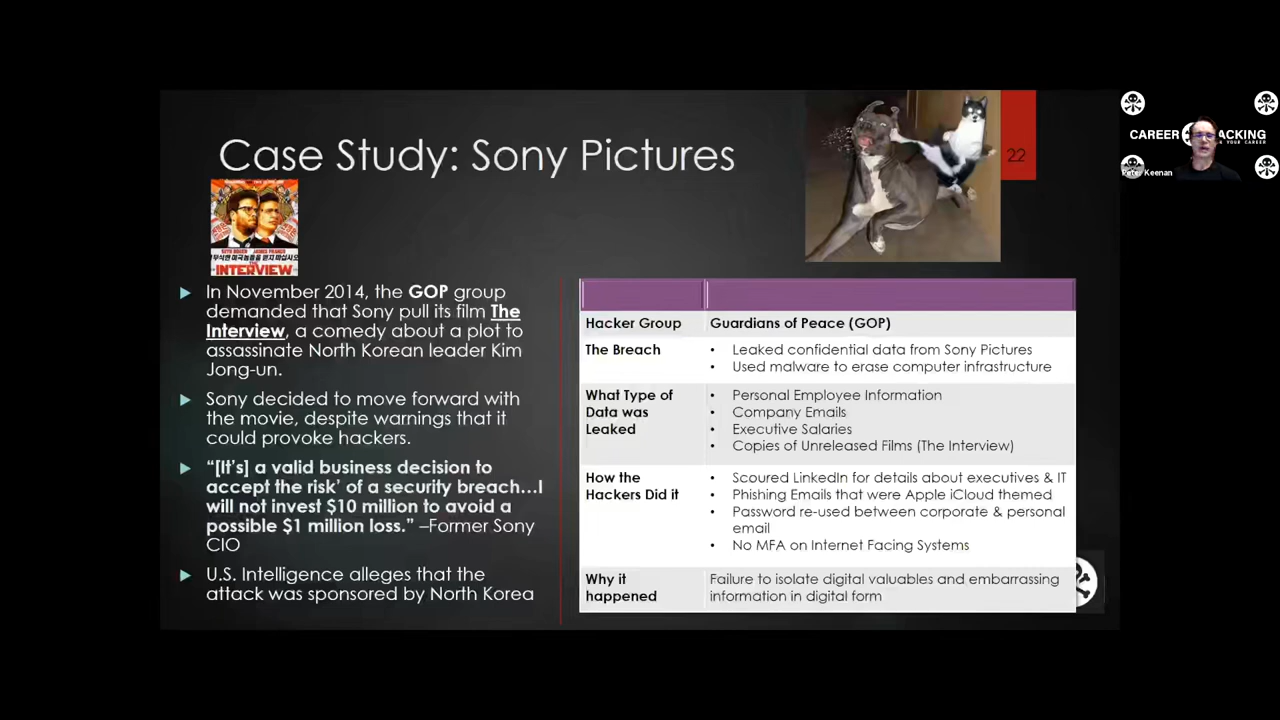 Case Study: Sony Pictures
22
CAREER
ACKING
YOUR CAREER
Peter Keenan
THE
INTERVIEW
In November 2014, the GOP group
demanded that Sony pull its film The
Interview, a comedy about a plot to
assassinate North Korean leader Kim
Jong-un.
Sony decided to move forward with
the movie, despite warnings that it
could provoke hackers.
“[It’s] a valid business decision to
accept the risk’ of a security breach…I
will not invest $10 million to avoid a
possible $1 million loss.” –Former Sony
CIO
U.S. Intelligence alleges that the
attack was sponsored by North Korea
Hacker Group
Guardians of Peace (GOP)
The Breach
• Leaked confidential data from Sony Pictures
• Used malware to erase computer infrastructure
What Type of
Data was
Leaked
• Personal Employee Information
• Company Emails
• Executive Salaries
• Copies of Unreleased Films (The Interview)
How the
Hackers Did it
• Scoured LinkedIn for details about executives & IT
• Phishing Emails that were Apple iCloud themed
• Password re-used between corporate & personal
email
• No MFA on Internet Facing Systems
Why it
happened
Failure to isolate digital valuables and embarrassing
information in digital form